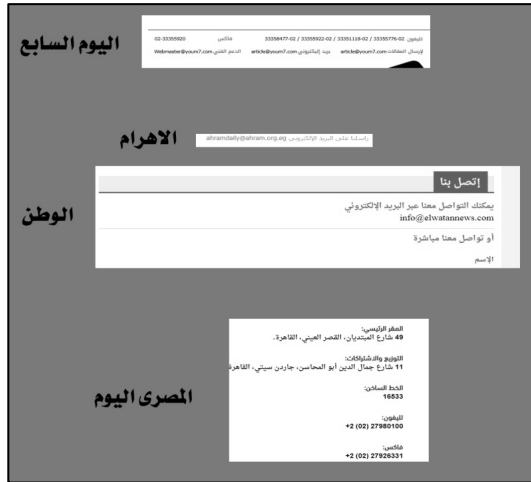 اليوم السابع
تليفون: 02-33355776 / 02-33351118 / 02-33355922 / 02-33358477 فاكس 02-33355920
لإرسال المقالات article@youm7.com بريد إليكتروني article@youm7.com الدعم الفني Webmaster@youm7.com
الاهرام
راسلنا على البريد الإلكتروني ahramdaily@ahram.org.eg
الوطن
إتصل بنا
يمكنك التواصل معنا عبر البريد الإلكتروني
info@elwatannews.com
أو تواصل معنا مباشرة
الإسم
المصرى اليوم
المقر الرئيسي:
49 شارع المبتديان، القصر العيني، القاهرة.
التوزيع والاشتراكات:
11 شارع جمال الدين أبو المحاسن، جاردن سيتي، القاهرة
الخط الساخن:
16533
تليفون:
+2 (02) 27980100
فاكس:
+2 (02) 27926331